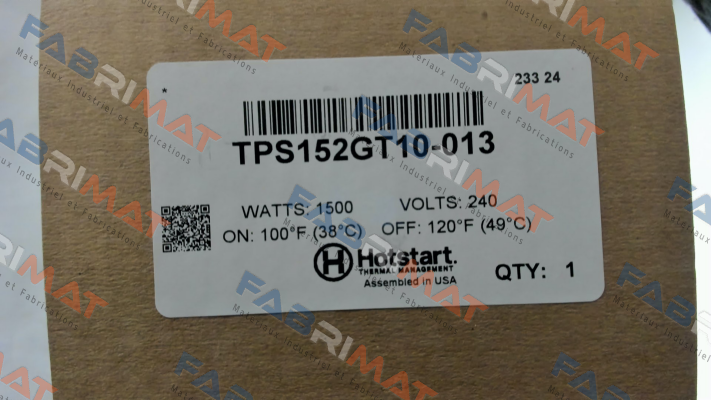 *
23 24
TPS152GT10-013
WATTS: 1500 VOLTS: 240
ON: 100°F (38°C) OFF: 120°F (49°C)
H Hotstart.
THERMAL MANAGEMENT
Assembled in USA
QTY: 1
FABRIMAT
Materiaux Industriel et Fabrications